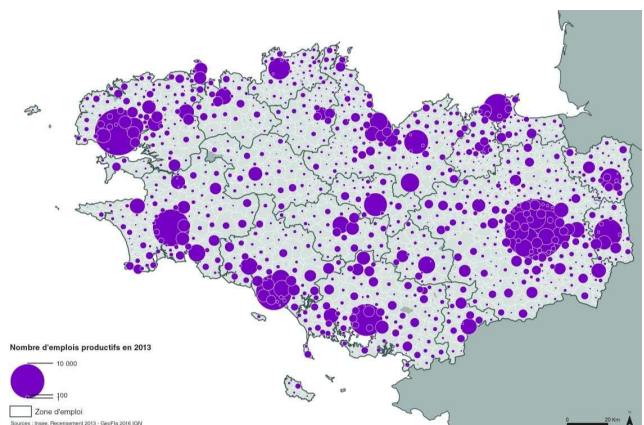 Nombre d'emplois productifs en 2013
10 000
100
1
Zone d'emploi
Sources : Insee, Recensement 2013 - GeoFla 2016 IGN
0 20 Km
N